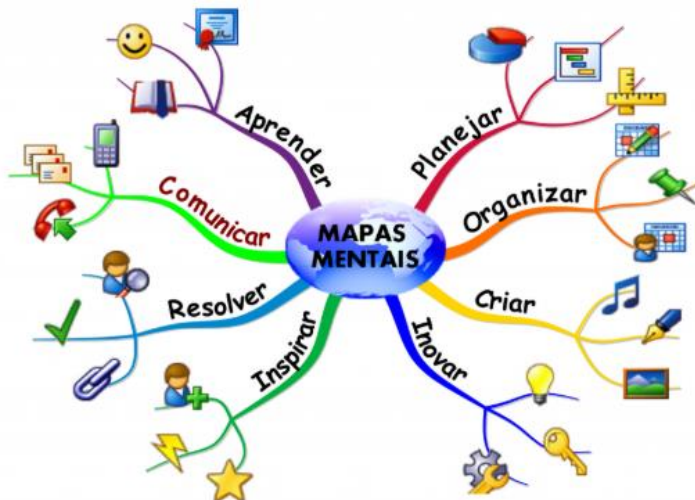 MAPAS
MENTAIS
Aprender
Comunicar
Resolver
Inspirar
Planejar
Organizar
Criar
Inovar